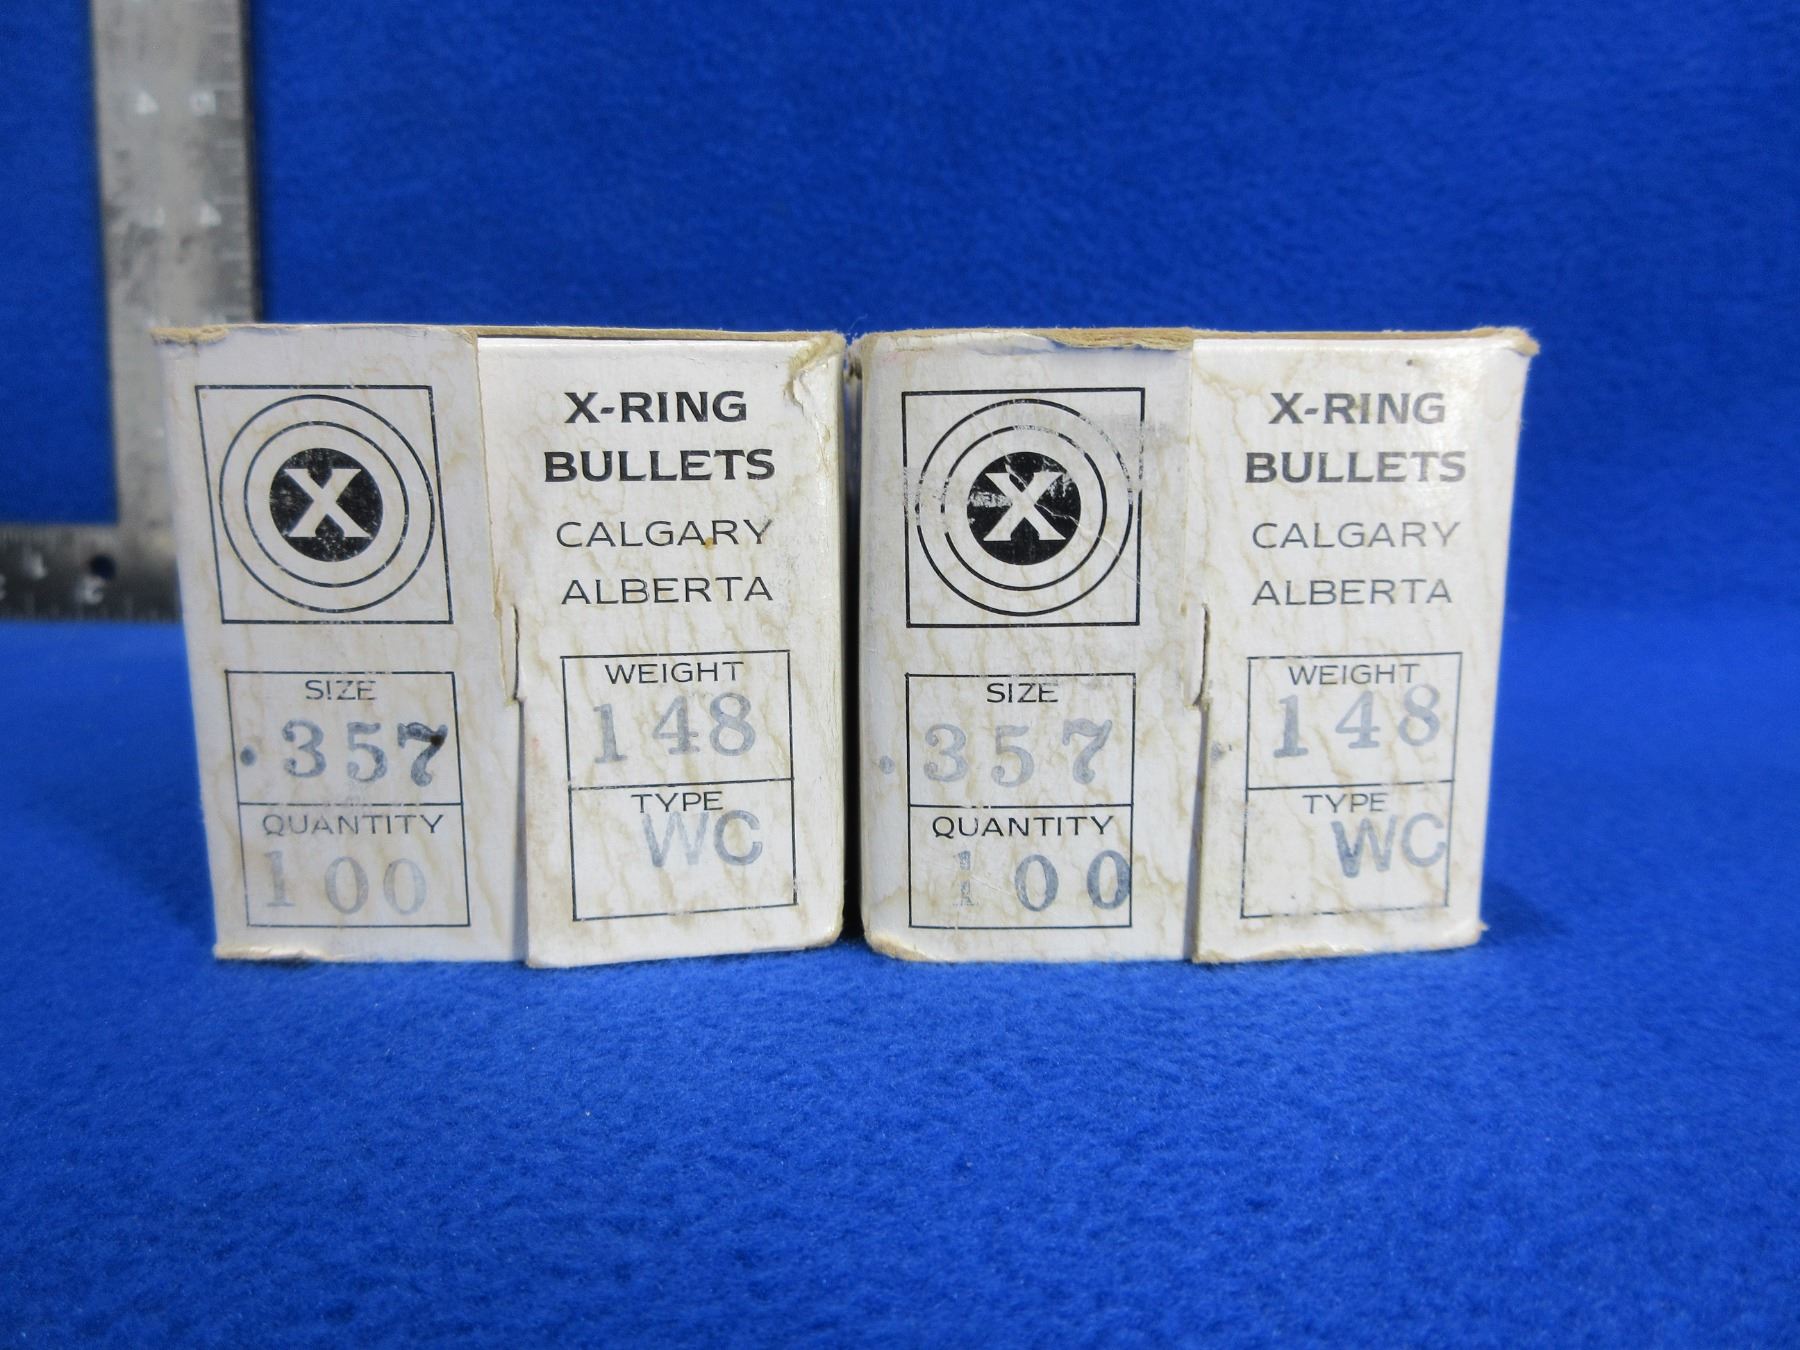 X
X-RING
BULLETS
CALGARY
ALBERTA
SIZE
.357
QUANTITY
100
WEIGHT
148
TYPE
WC
X
X-RING
BULLETS
CALGARY
ALBERTA
SIZE
.357
QUANTITY
100
WEIGHT
148
TYPE
WC